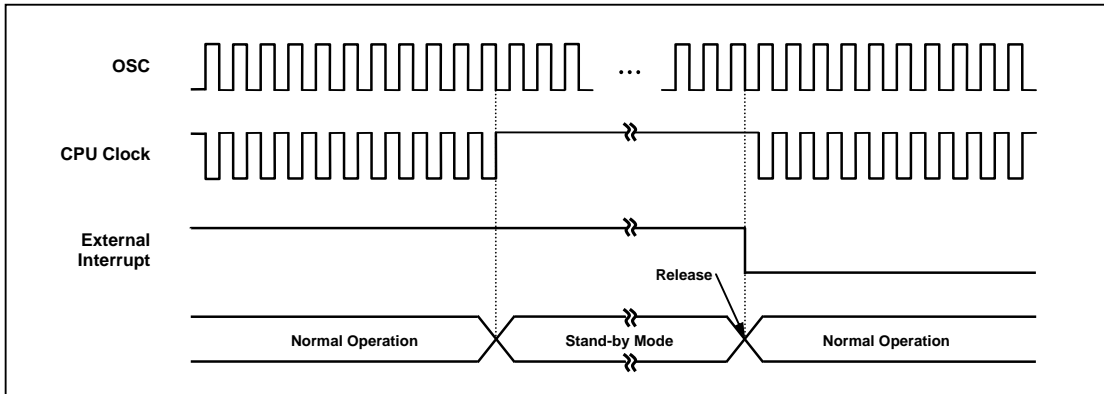 OSC
...
CPU Clock
External
Interrupt
Release
Normal Operation
Stand-by Mode
Normal Operation